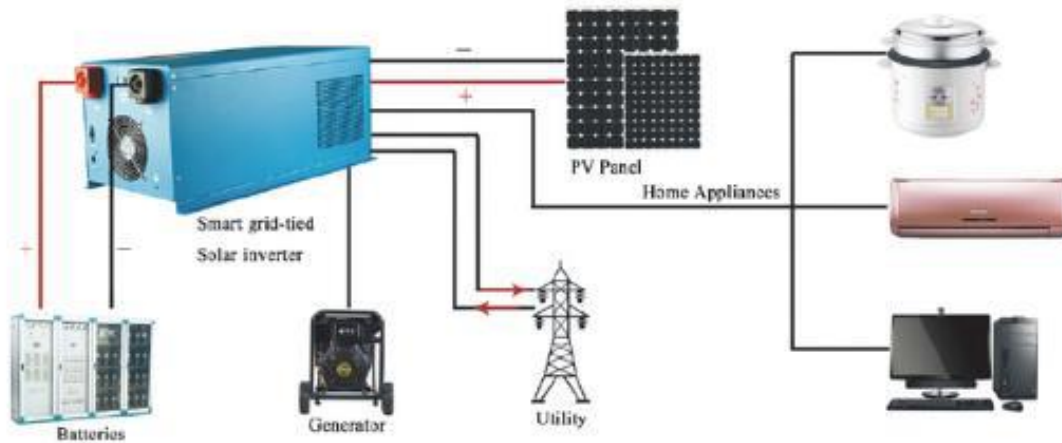 −
+
PV Panel
Home Appliances
Smart grid-tied
Solar inverter
+
−
Batteries
Generator
Utility